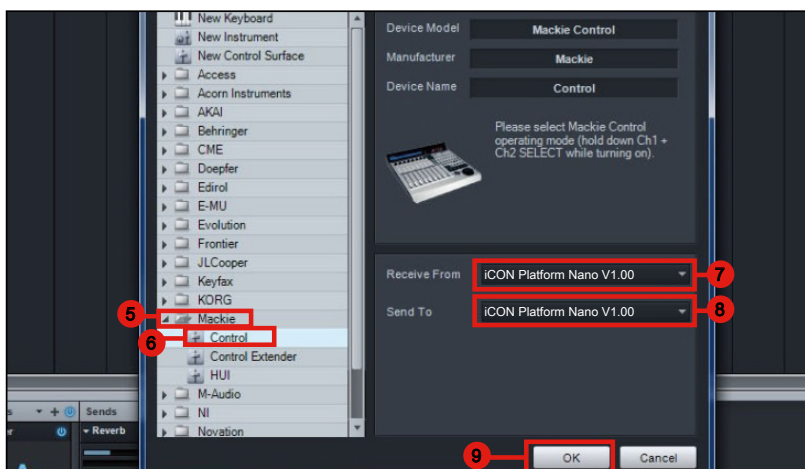 New Keyboard
New Instrument
New Control Surface
Access
Acorn Instruments
AKAI
Behringer
CME
Doepfer
Edirol
E-MU
Evolution
Frontier
JLCooper
Keyfax
KORG
5
Mackie
6
Control
Control Extender
HUI
M-Audio
NI
Novation
Device Model
Mackie Control
Manufacturer
Mackie
Device Name
Control
Please select Mackie Control
operating mode (hold down Ch1 +
Ch2 SELECT while turning on).
Receive From
iCON Platform Nano V1.00
7
Send To
iCON Platform Nano V1.00
8
9
OK
Cancel
Sends
Reverb